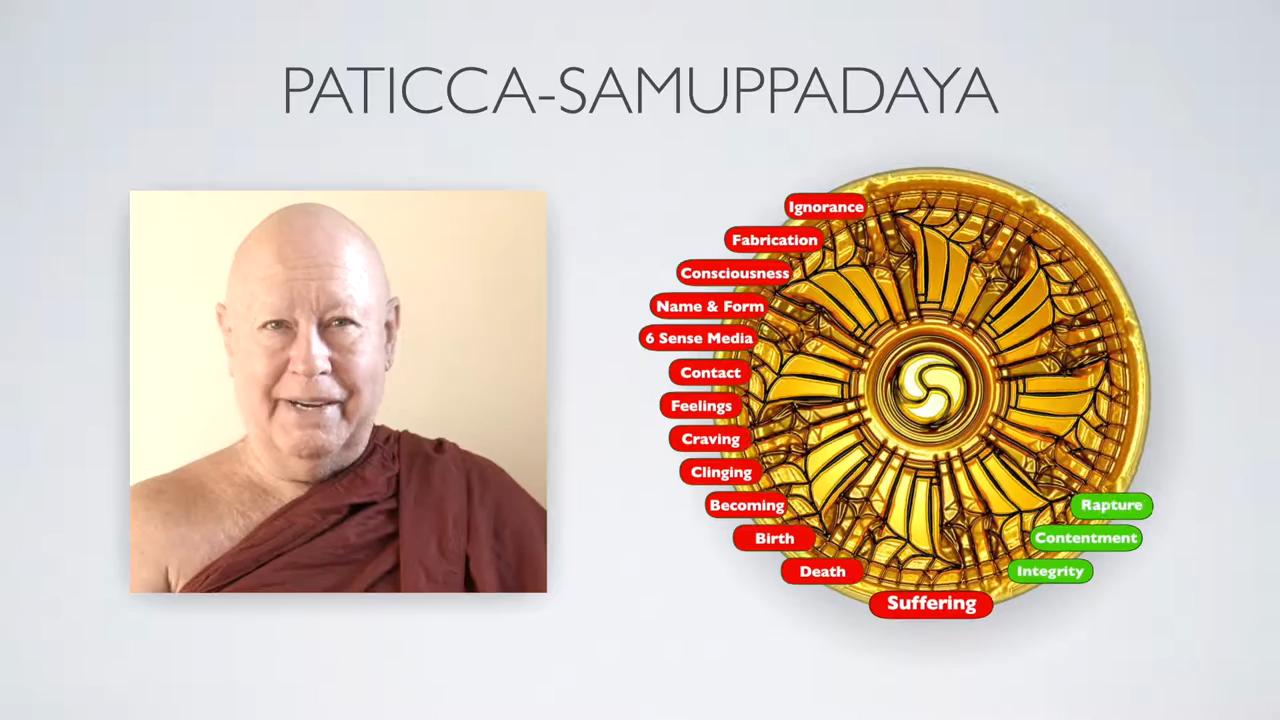 PATICCA-SAMUPPADAYA
Ignorance
Fabrication
Consciousness
Name & Form
6 Sense Media
Contact
Feelings
Craving
Clinging
Becoming
Birth
Death
Suffering
Integrity
Contentment
Rapture